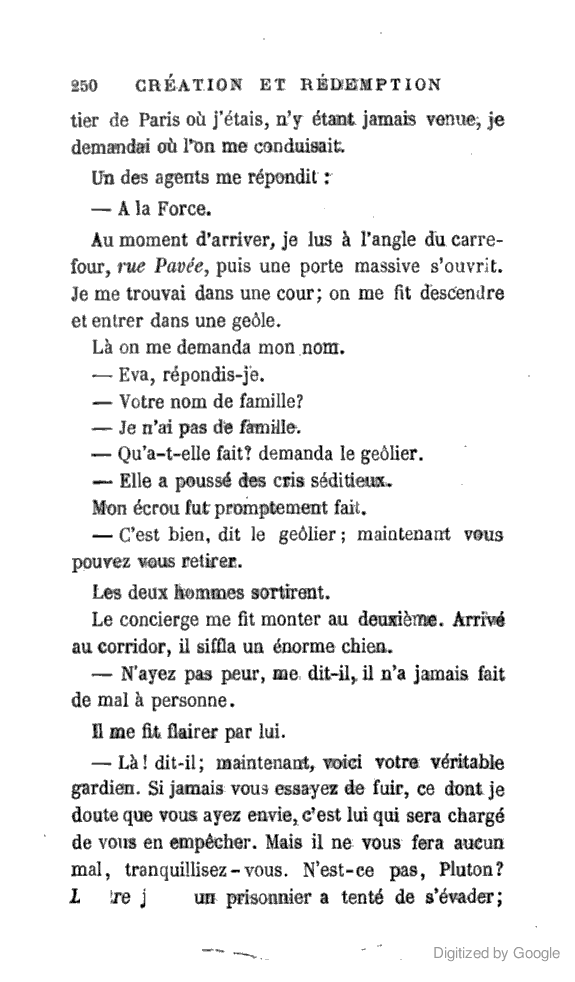 250 CRÉATION ET RÉDEMPTION
tier de Paris où j'étais, n'y étant jamais venue, je
demandai où l'on me conduisait.
Un des agents me répondit :
— A la Force.
Au moment d'arriver, je lus à l'angle du carre-
four, rue Pavée, puis une porte massive s'ouvrit.
Je me trouvai dans une cour; on me fit descendre
et entrer dans une geôle.
Là on me demanda mon nom.
— Eva, répondis-je.
— Votre nom de famille?
— Je n'ai pas de famille.
— Qu'a-t-elle fait? demanda le geôlier.
— Elle a poussé des cris séditieux.
Mon écrou fut promptement fait.
— C'est bien, dit le geôlier; maintenant vous
pouvez vous retirer.
Les deux hommes sortirent.
Le concierge me fit monter au deuxième. Arrivé
au corridor, il siffla un énorme chien.
— N'ayez pas peur, me dit-il, il n'a jamais fait
de mal à personne.
Il me fit flairer par lui.
— Là! dit-il; maintenant, voici votre véritable
gardien. Si jamais vous essayez de fuir, ce dont je
doute que vous ayez envie, c'est lui qui sera chargé
de vous en empêcher. Mais il ne vous fera aucun
mal, tranquillisez-vous. N'est-ce pas, Pluton?
un prisonnier a tenté de s'évader;
Digitized by Google